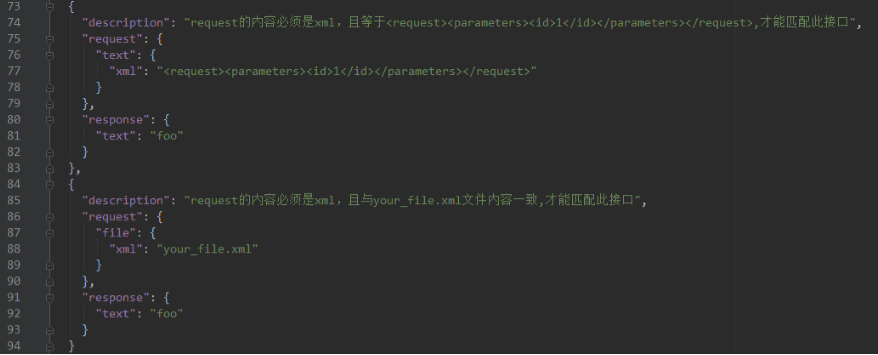 73 {
74 "description": "request的内容必须是xml，且等于<request><parameters><id>1</id></parameters></request>,才能匹配此接口",
75 "request": {
76 "text": {
77 "xml": "<request><parameters><id>1</id></parameters></request>"
78 }
79 },
80 "response": {
81 "text": "foo"
82 }
83 },
84 {
85 "description": "request的内容必须是xml，且与your_file.xml文件内容一致,才能匹配此接口",
86 "request": {
87 "file": {
88 "xml": "your_file.xml"
89 }
90 },
91 "response": {
92 "text": "foo"
93 }
94 }